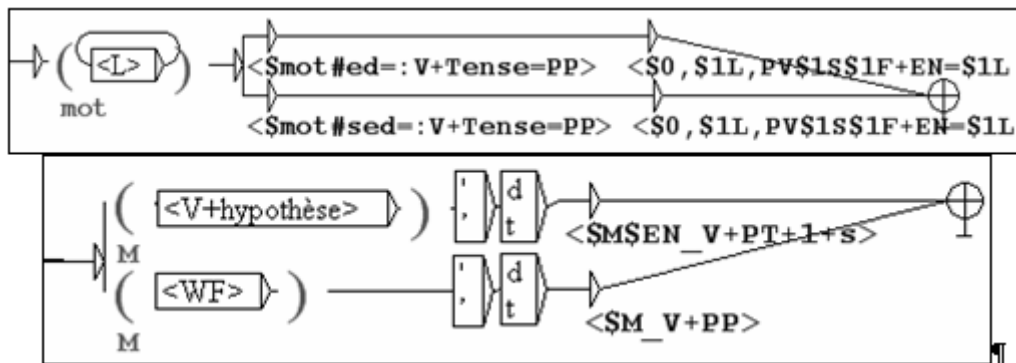 ( <L> )
mot
<$mot#ed=:V+Tense=PP> <$0,$1L,PV$1S$1F+EN=$1L
<$mot#sed=:V+Tense=PP> <$0,$1L,PV$1S$1F+EN=$1L
( <V+hypothèse> ) ' , d t
M
<$M$EN_V+PT+1+s>
( <WF> ) ' , d t
M
<$M_V+PP>
¶